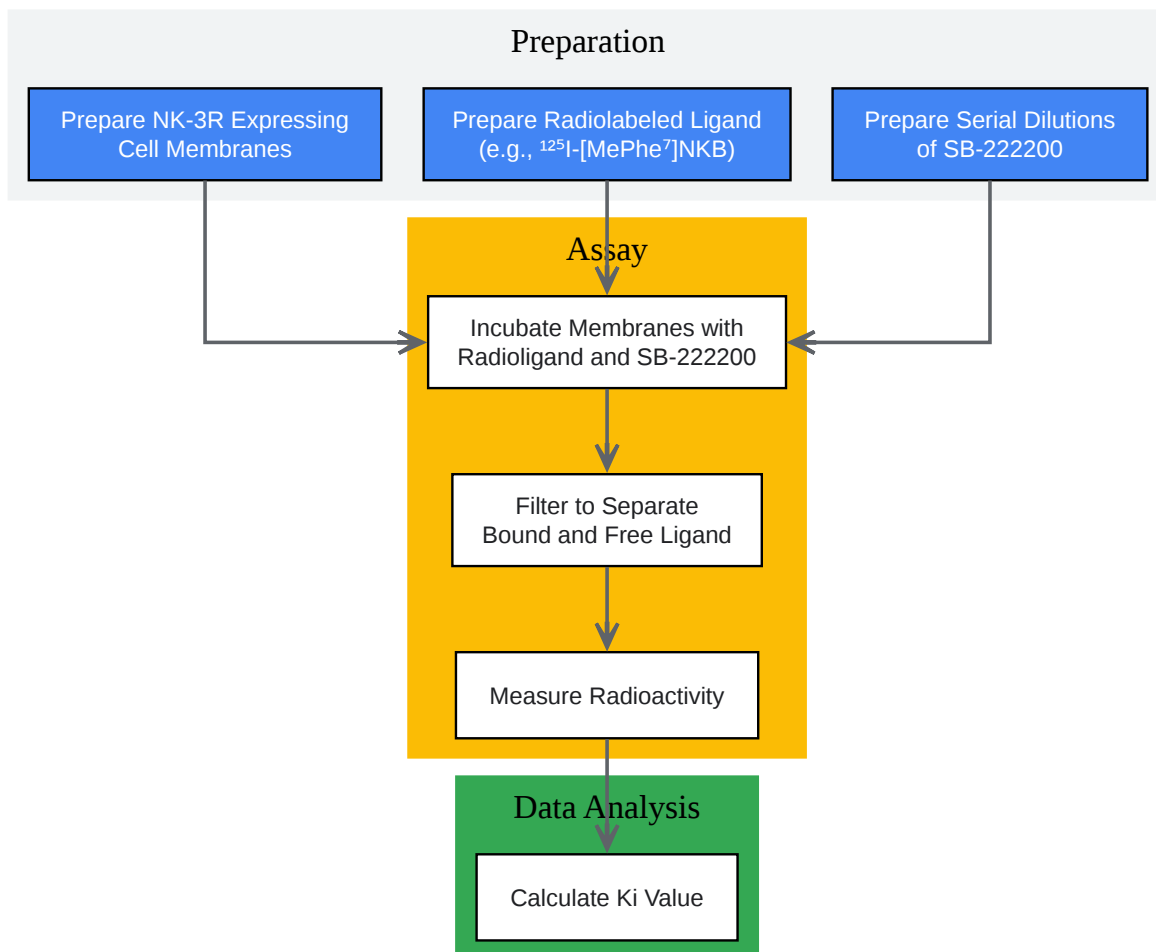 Preparation
Prepare NK-3R Expressing
Cell Membranes
Prepare Radiolabeled Ligand
(e.g., ¹²⁵I-[MePhe⁷]NKB)
Prepare Serial Dilutions
of SB-222200
Assay
Incubate Membranes with
Radioligand and SB-222200
Filter to Separate
Bound and Free Ligand
Measure Radioactivity
Data Analysis
Calculate Ki Value